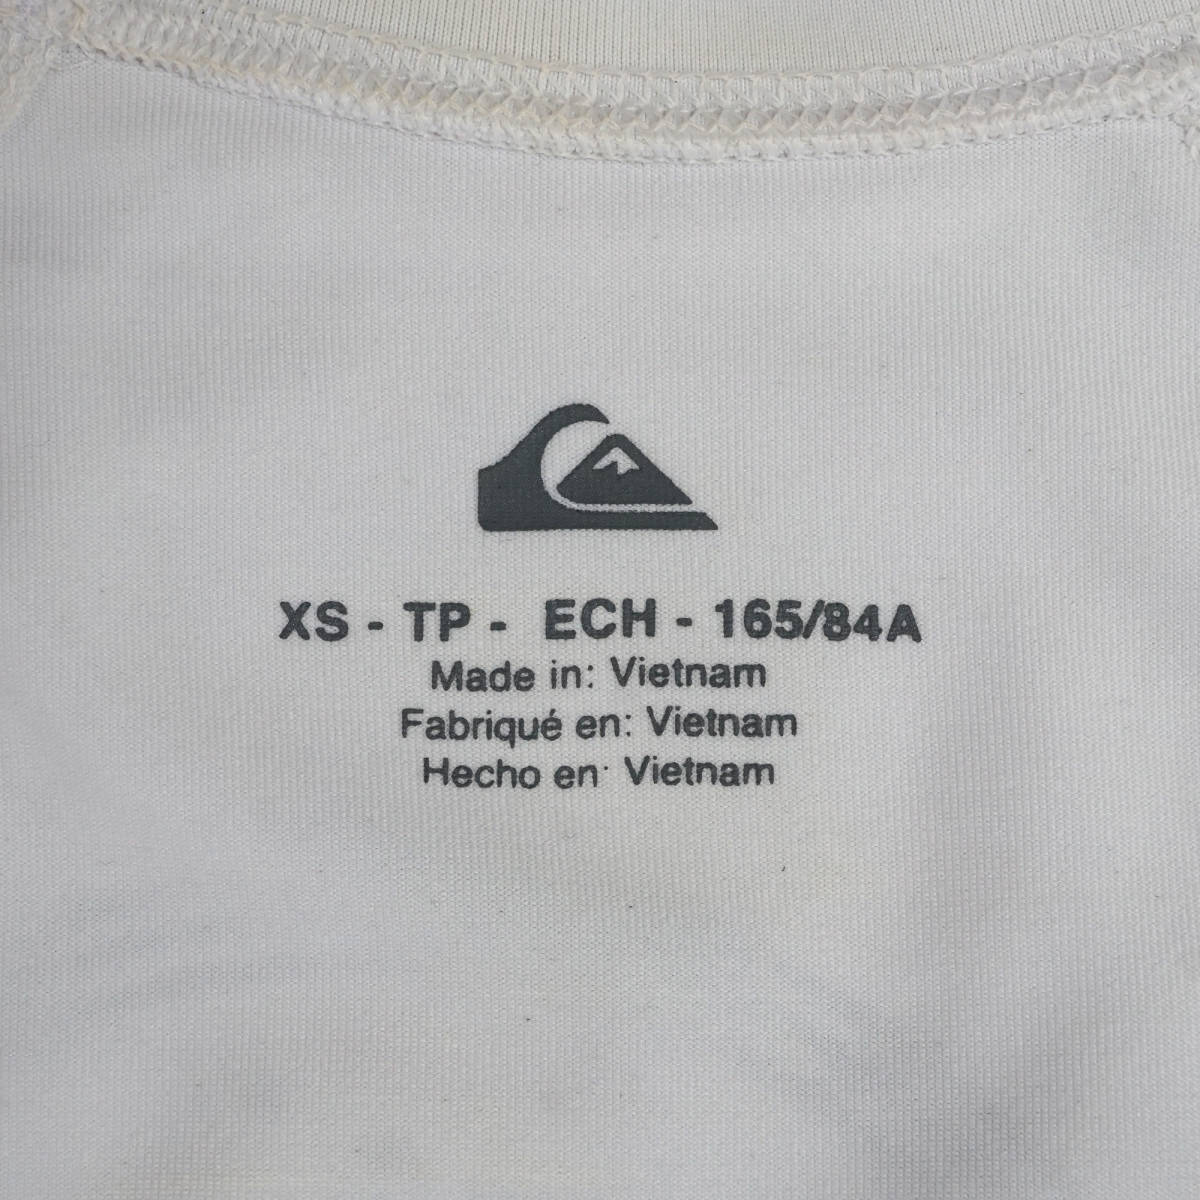 XS - TP - ECH - 165/84A
Made in: Vietnam
Fabriqué en: Vietnam
Hecho en: Vietnam